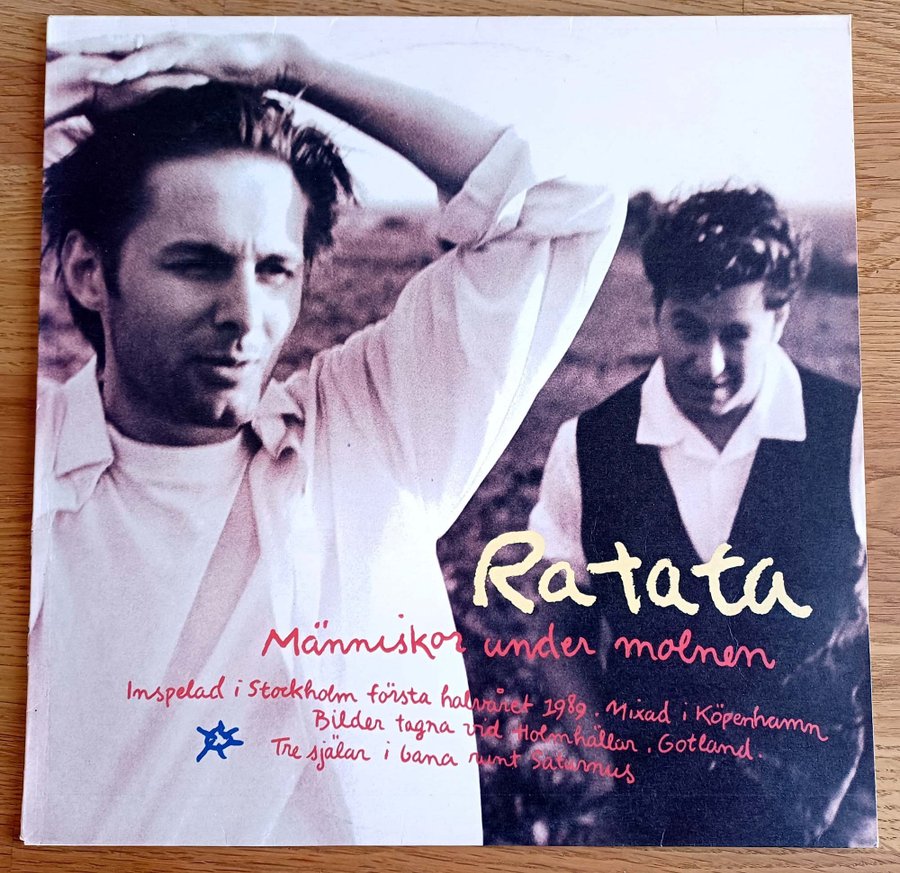 Ratata
Människor under molnen
Inspelad i Stockholm första halvåret 1989. Mixad i Köpenhamn
Bilder tagna vid Holmhällar, Gotland.
Tre själar i bana runt Saturnus